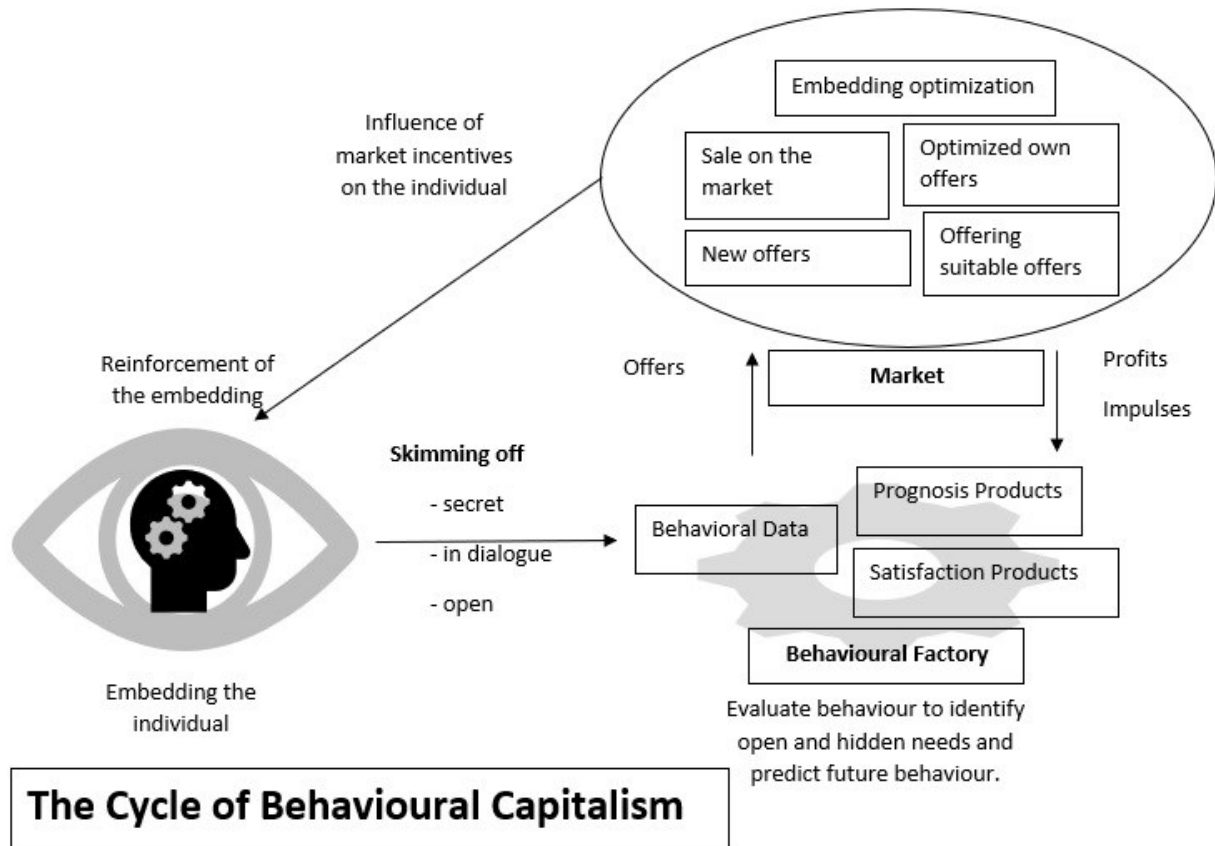 Embedding optimization
Influence of
market incentives
on the individual
Sale on the
market
Optimized own
offers
New offers
Offering
suitable offers
Reinforcement of
the embedding
Offers
Market
Profits
Impulses
Skimming off
- secret
- in dialogue
- open
Behavioral Data
Prognosis Products
Satisfaction Products
Behavioural Factory
Embedding the
individual
Evaluate behaviour to identify
open and hidden needs and
predict future behaviour.
The Cycle of Behavioural Capitalism